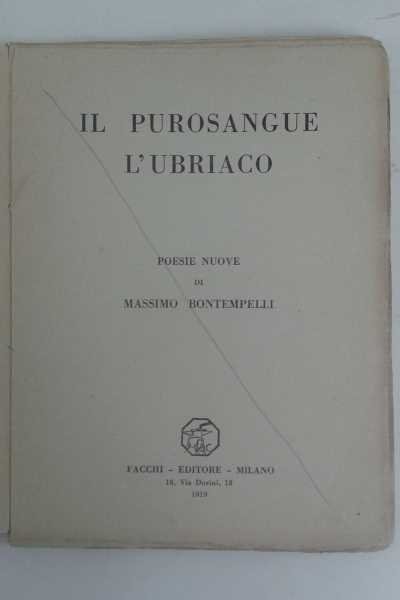 IL PUROSANGUE
L'UBRIACO
POESIE NUOVE
DI
MASSIMO BONTEMPELLI
FACCHI - EDITORE - MILANO
18, Via Durini, 18
1919